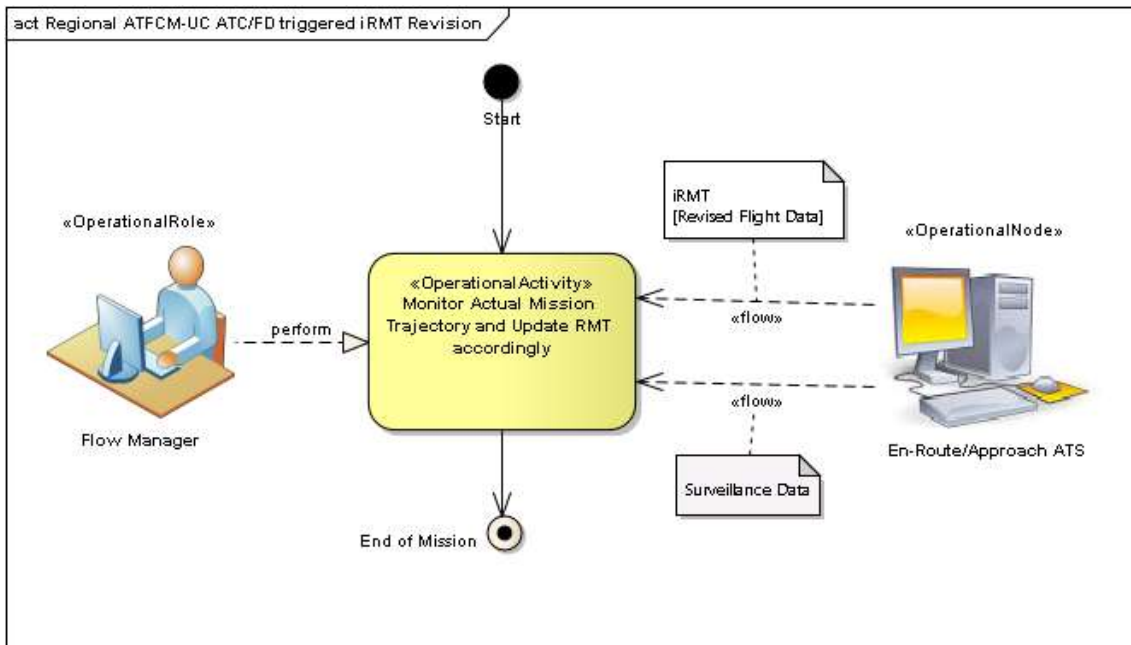 act Regional ATFCM-UC ATC/FD triggered iRMT Revision
Start
iRMT
[Revised Flight Data]
«OperationalRole»
«OperationalNode»
«OperationalActivity»
Monitor Actual Mission
Trajectory and Update RMT
accordingly
«flow»
perform
«flow»
Flow Manager
En-Route/Approach ATS
Surveillance Data
End of Mission